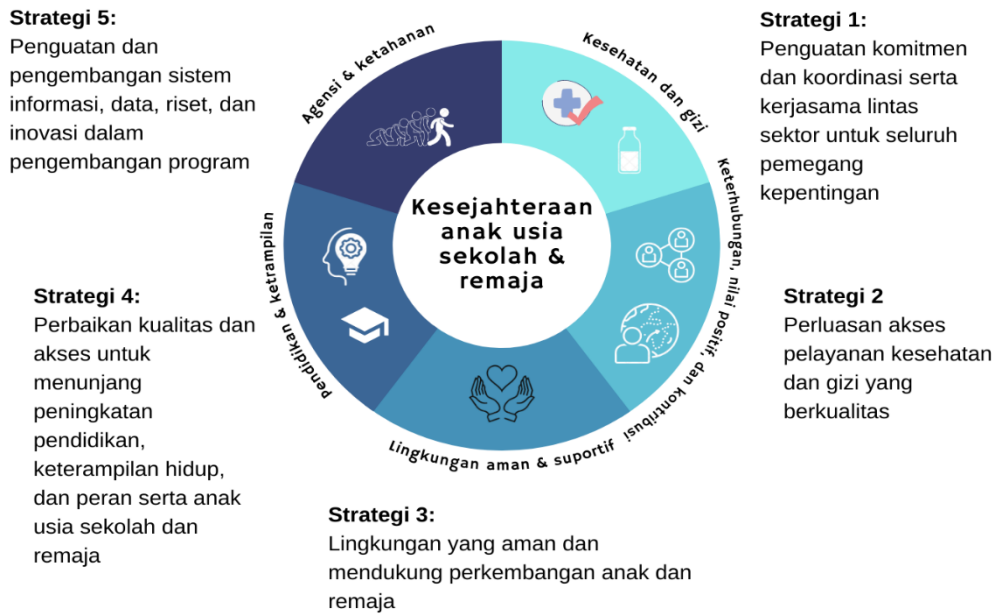 Strategi 5:
Penguatan dan
pengembangan sistem
informasi, data, riset, dan
inovasi dalam
pengembangan program
Agensi & ketahanan
Kesehatan dan gizi
Strategi 1:
Penguatan komitmen
dan koordinasi serta
kerjasama lintas
sektor untuk seluruh
pemegang
kepentingan
Kesejahteraan
anak usia
sekolah &
remaja
Keterhubungan, nilai positif, dan kontribusi
Pendidikan & ketrampilan
Lingkungan aman & suportif
Strategi 4:
Perbaikan kualitas dan
akses untuk
menunjang
peningkatan
pendidikan,
keterampilan hidup,
dan peran serta anak
usia sekolah dan
remaja
Strategi 2
Perluasan akses
pelayanan kesehatan
dan gizi yang
berkualitas
Strategi 3:
Lingkungan yang aman dan
mendukung perkembangan anak dan
remaja